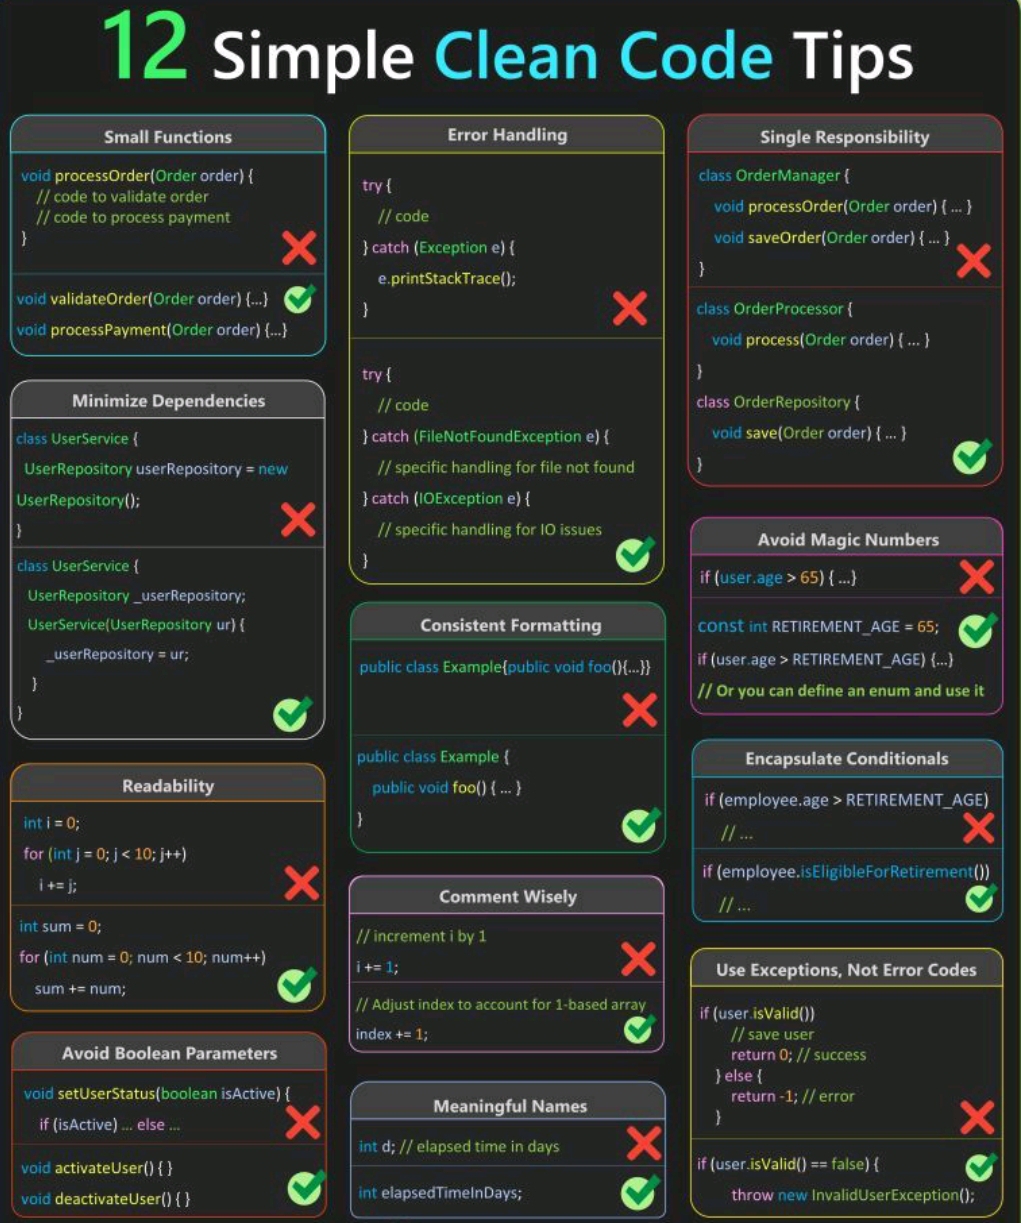 12 Simple Clean Code Tips
Small Functions
void processOrder(Order order) {
// code to validate order
// code to process payment
}
void validateOrder(Order order) {...}
void processPayment(Order order) {...}
Minimize Dependencies
class UserService {
UserRepository userRepository = new
UserRepository();
}
class UserService {
UserRepository _userRepository;
UserService(UserRepository ur) {
_userRepository = ur;
}
}
Readability
int i = 0;
for (int j = 0; j < 10; j++)
i += j;
int sum = 0;
for (int num = 0; num < 10; num++)
sum += num;
Avoid Boolean Parameters
void setUserStatus(boolean isActive) {
if (isActive) ... else ...
void activateUser() { }
void deactivateUser() { }
Error Handling
try {
// code
} catch (Exception e) {
e.printStackTrace();
}
try {
// code
} catch (FileNotFoundException e) {
// specific handling for file not found
} catch (IOException e) {
// specific handling for IO issues
}
Consistent Formatting
public class Example{public void foo(){...}}
public class Example {
public void foo() { ... }
}
Comment Wisely
// increment i by 1
i += 1;
// Adjust index to account for 1-based array
index += 1;
Meaningful Names
int d; // elapsed time in days
int elapsedTimeInDays;
Single Responsibility
class OrderManager {
void processOrder(Order order) { ... }
void saveOrder(Order order) { ... }
}
class OrderProcessor {
void process(Order order) { ... }
}
class OrderRepository {
void save(Order order) { ... }
}
Avoid Magic Numbers
if (user.age > 65) { ...}
const int RETIREMENT_AGE = 65;
if (user.age > RETIREMENT_AGE) {...}
// Or you can define an enum and use it
Encapsulate Conditionals
if (employee.age > RETIREMENT_AGE)
// ...
if (employee.isEligibleForRetirement())
// ...
Use Exceptions, Not Error Codes
if (user.isValid())
// save user
return 0; // success
} else {
return -1; // error
}
if (user.isValid() == false) {
throw new InvalidUserException();